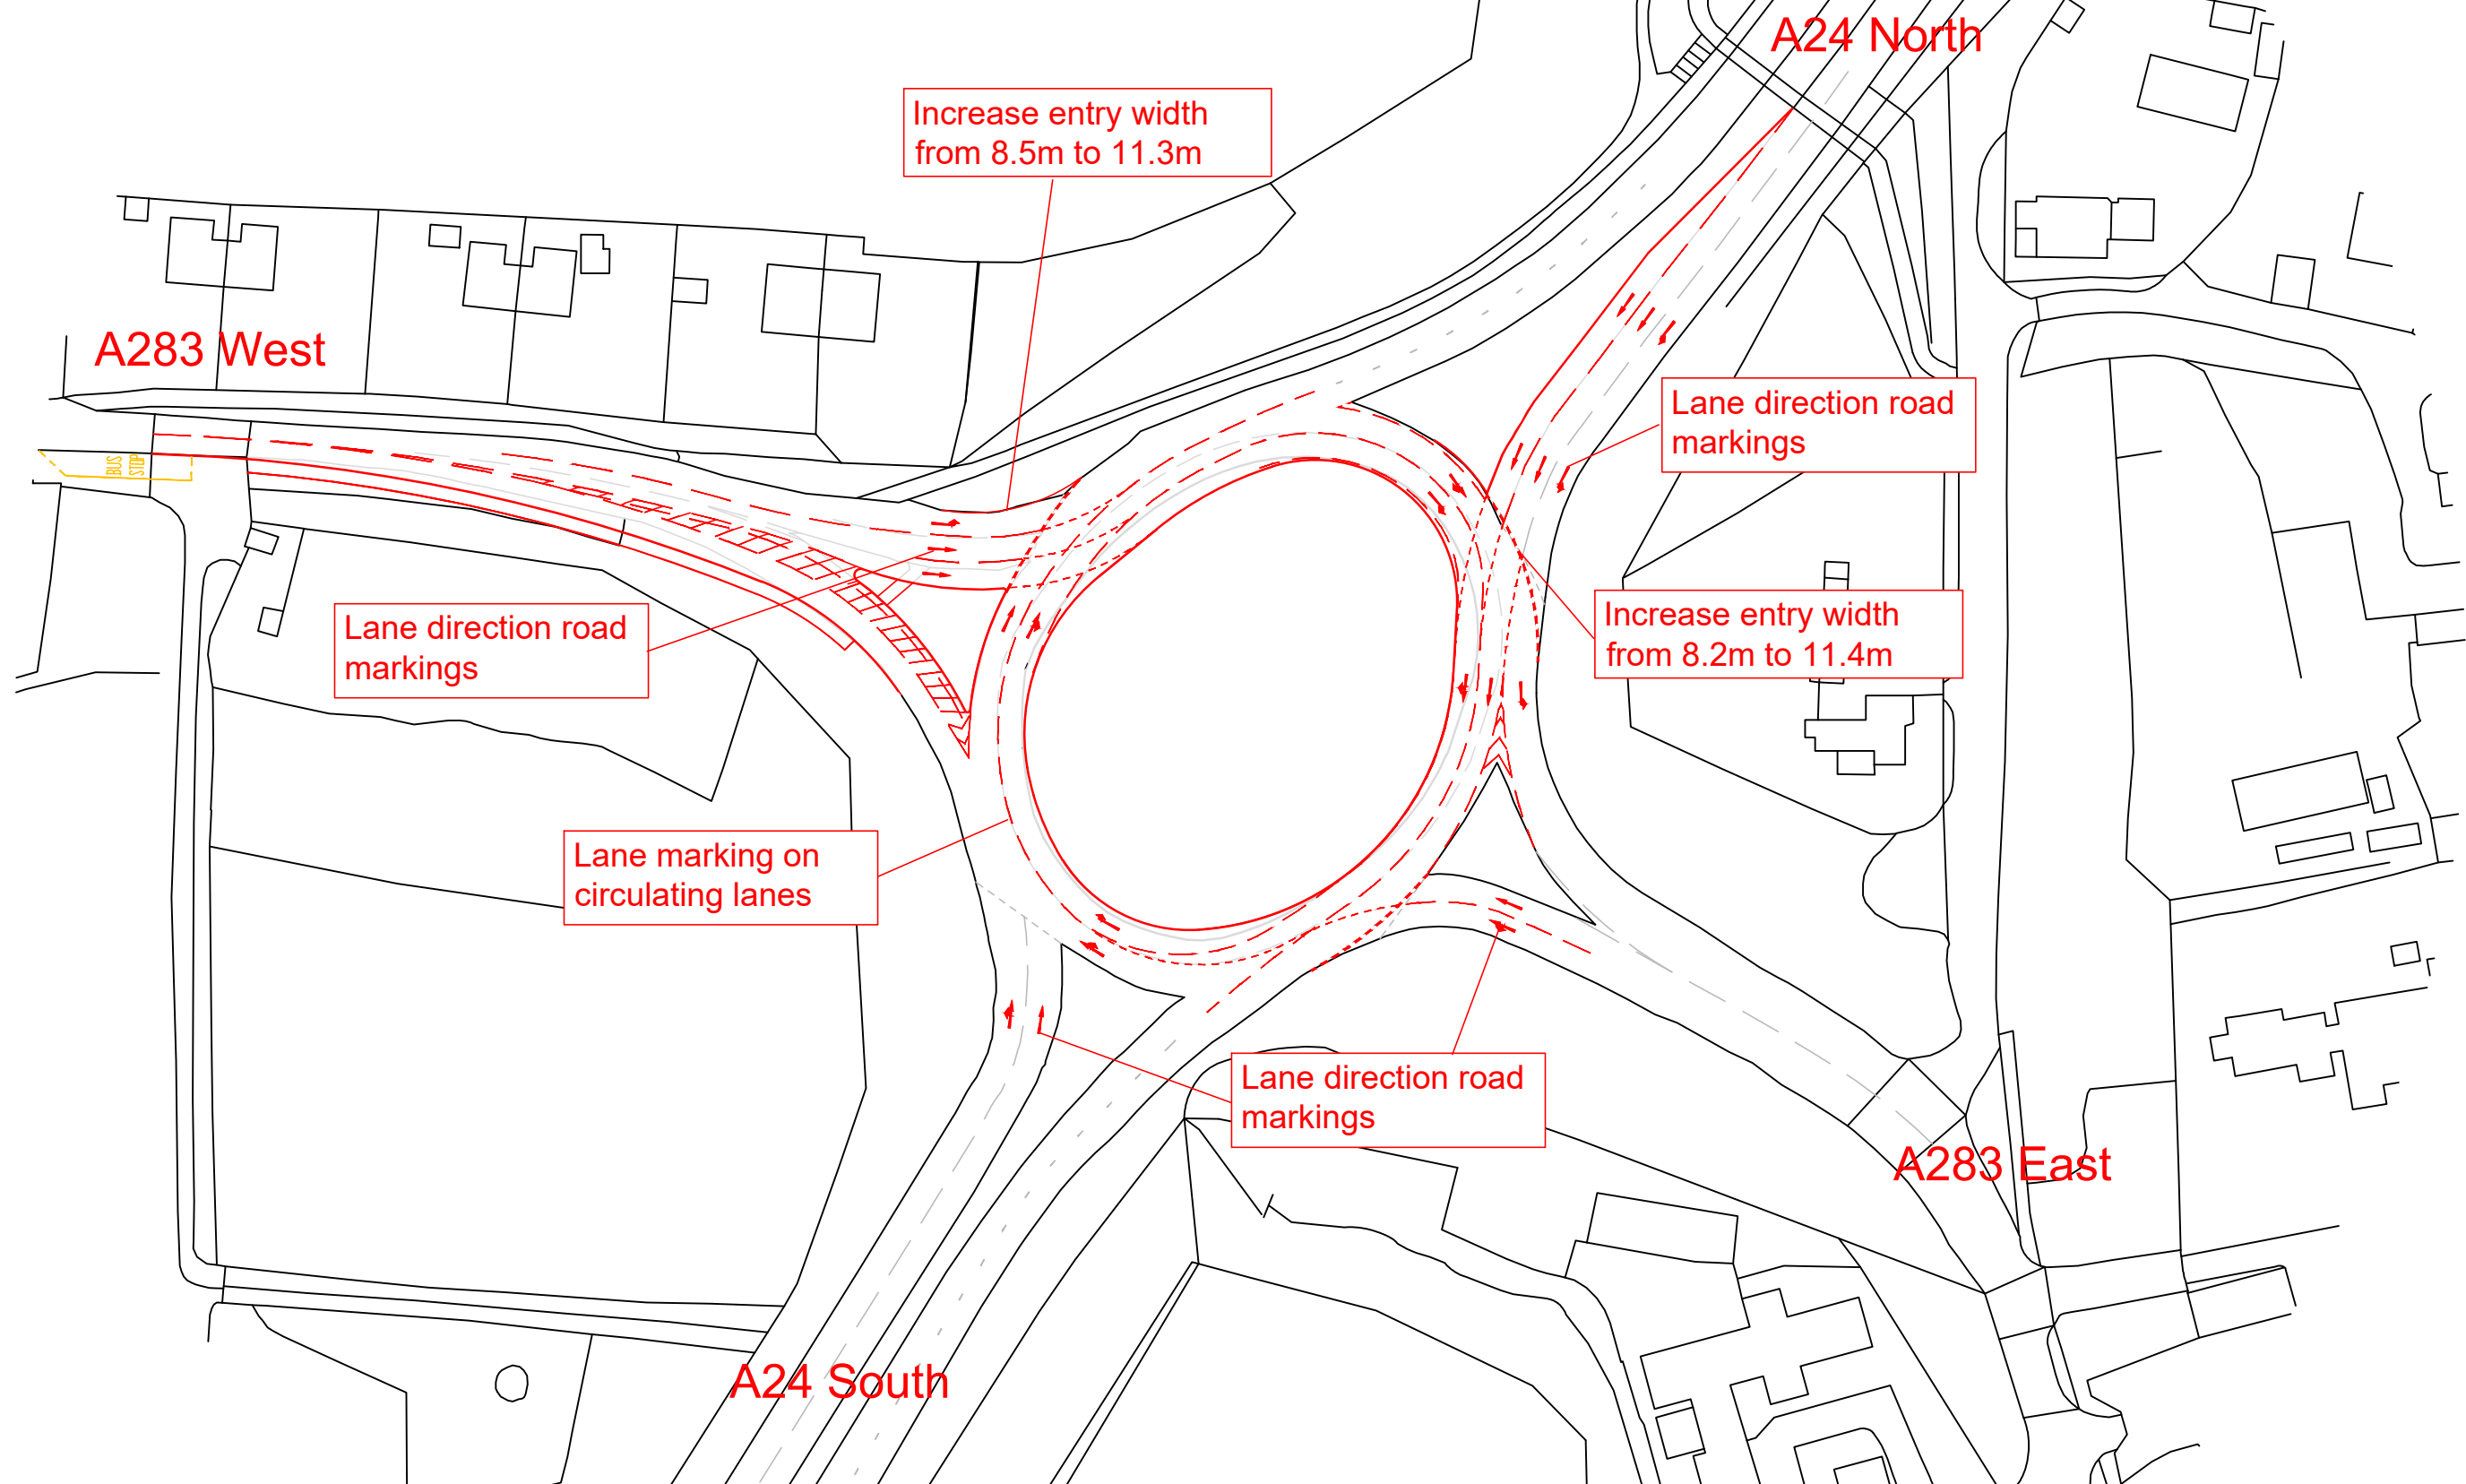 A24 North
Increase entry width
from 8.5m to 11.3m
A283 West
Lane direction road
markings
BUS
STOP
Increase entry width
from 8.2m to 11.4m
Lane direction road
markings
Lane marking on
circulating lanes
Lane direction road
markings
A283 East
A24 South